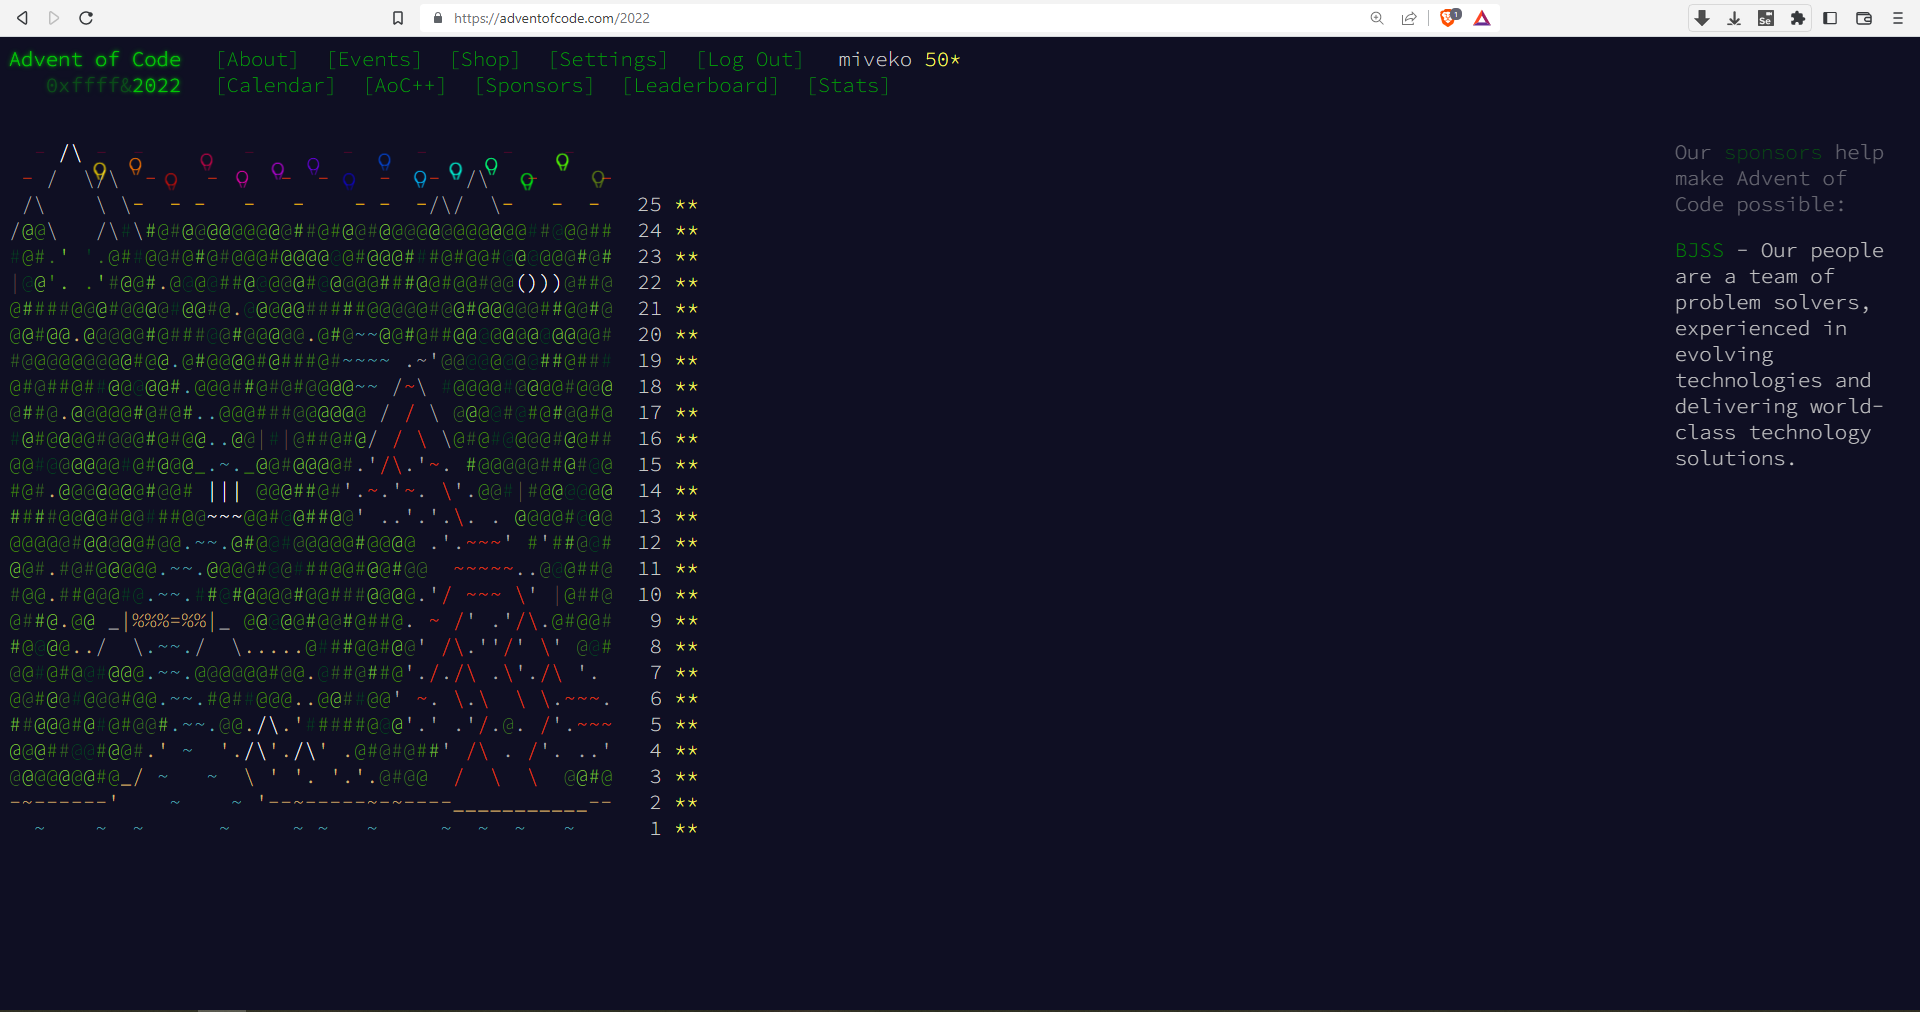 https://adventofcode.com/2022
Advent of Code [About] [Events] [Shop] [Settings] [Log Out] miveko 50*
0xffff&2022 [Calendar] [AoC++] [Sponsors] [Leaderboard] [Stats]
25 **
24 **
23 **
22 **
21 **
20 **
19 **
18 **
17 **
16 **
15 **
14 **
13 **
12 **
11 **
10 **
9 **
8 **
7 **
6 **
5 **
4 **
3 **
2 **
1 **
Our sponsors help
make Advent of
Code possible:
BJSS - Our people
are a team of
problem solvers,
experienced in
evolving
technologies and
delivering world-
class technology
solutions.